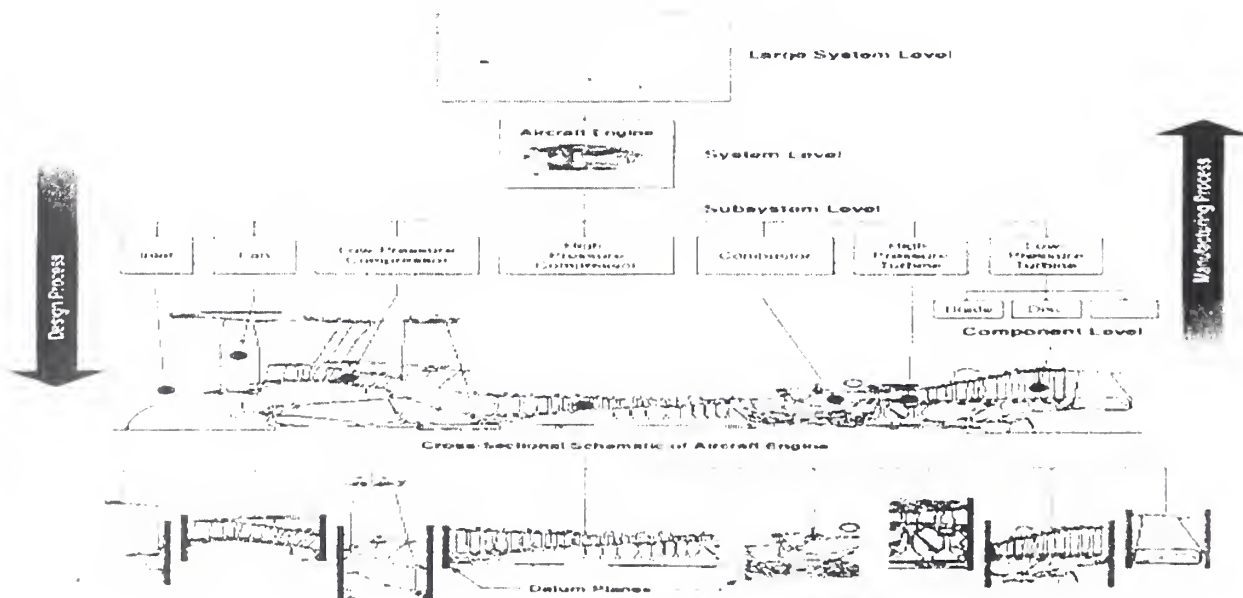 Large System Level
Aircraft Engine
System Level
Subsystem Level
Design Process
Manufacturing Process
Inlet
Fan
Low Pressure
Compressor
High
Pressure
Compressor
Combustor
High
Pressure
Turbine
Low
Pressure
Turbine
Blade
Disc
Component Level
Cross-Sectional Schematic of Aircraft Engine
Datum Planes